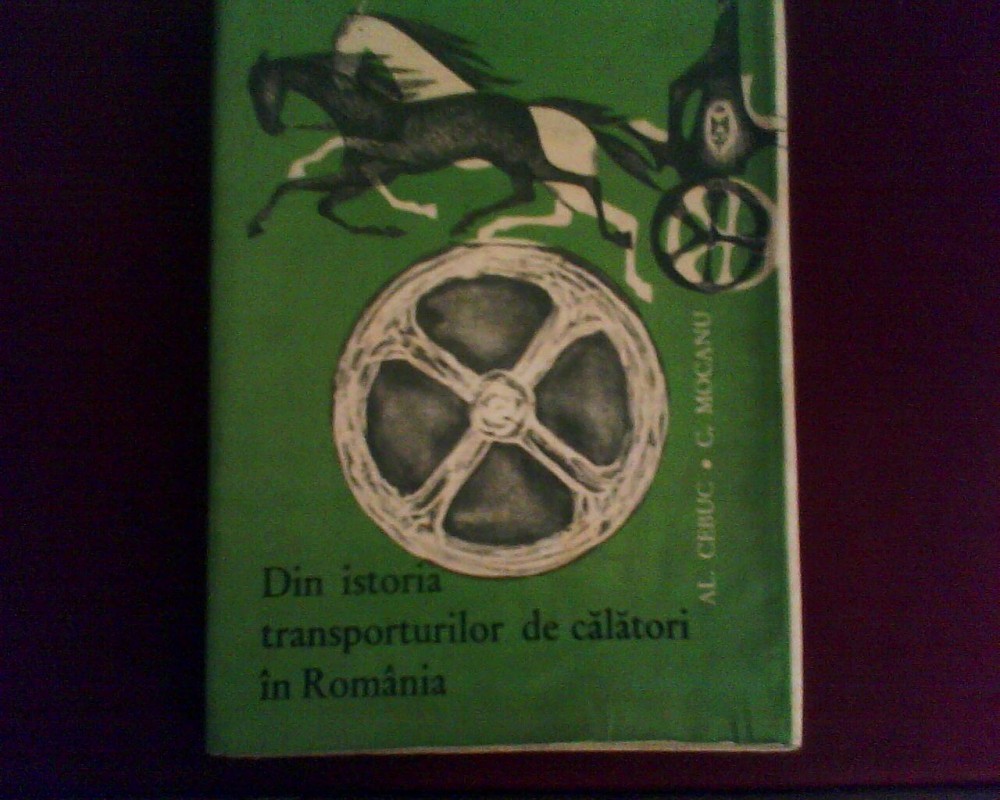 AL. CEBUC • C. MOCANU
Din istoria
transporturilor de călători
în România